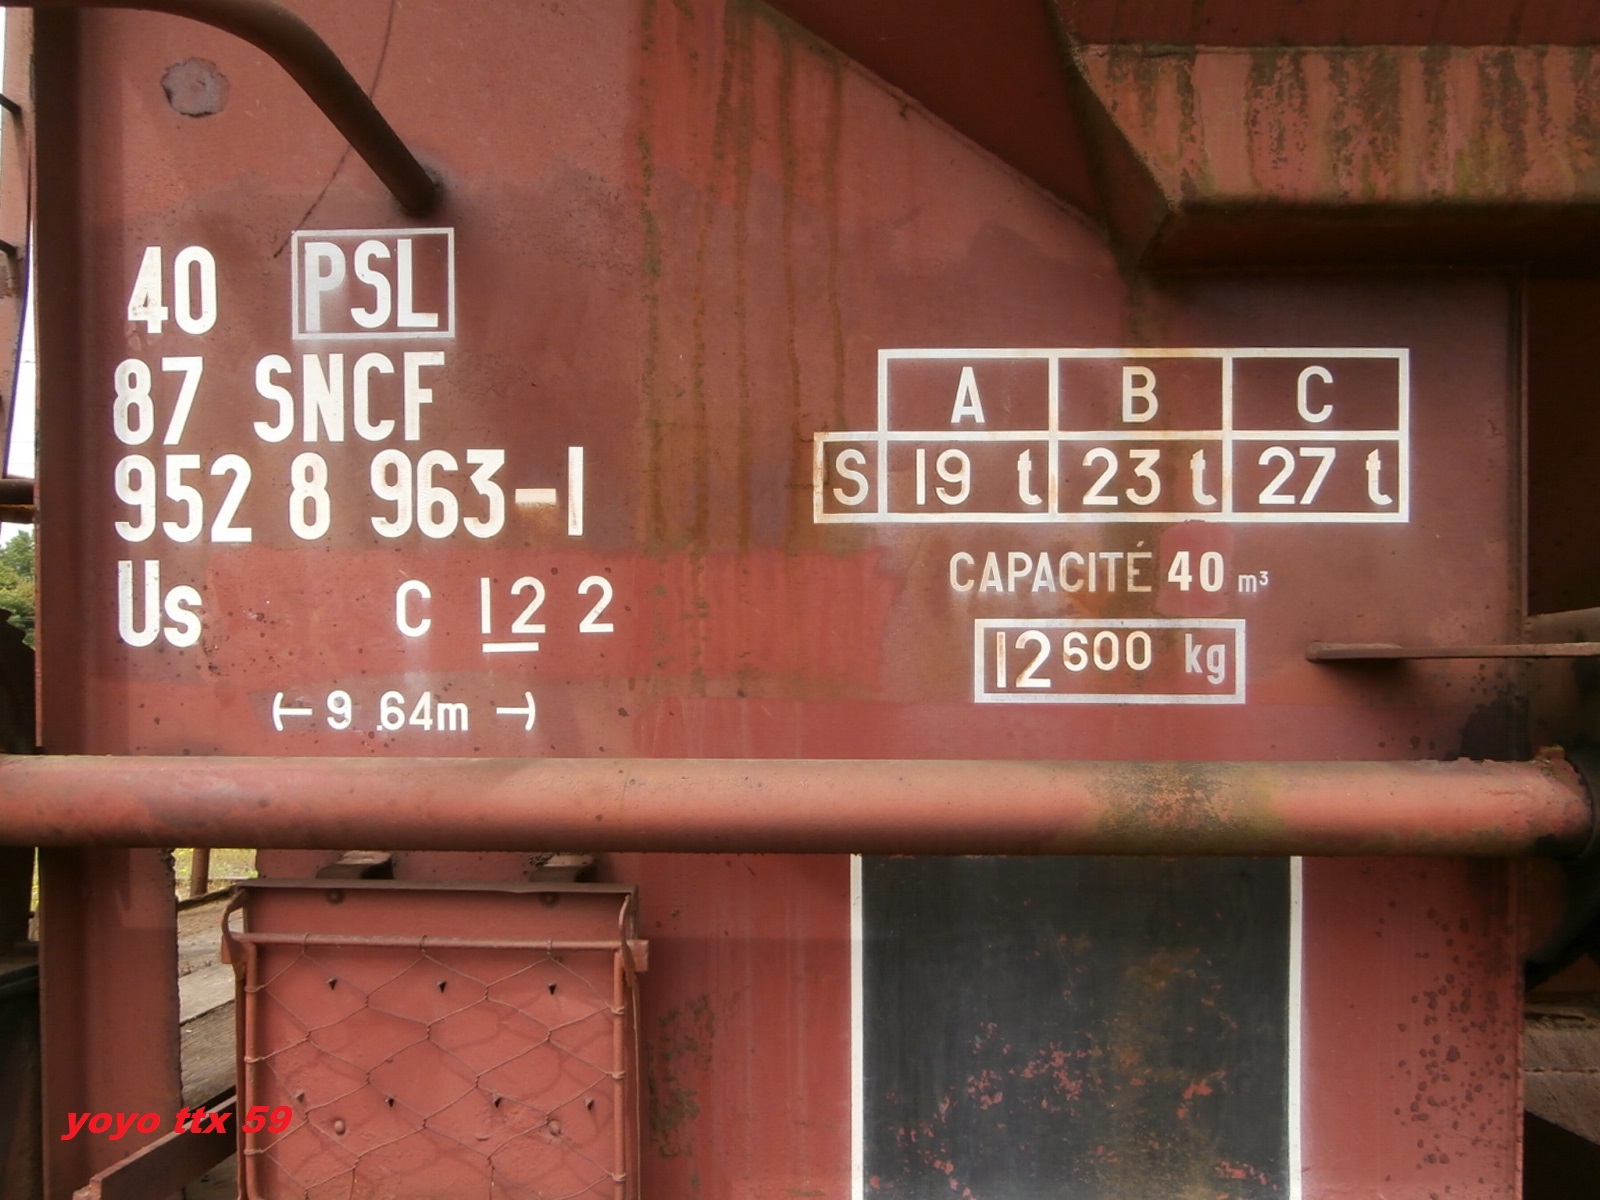 40 PSL
87 SNCF
952 8 963-1
Us C 12 2
9.64m
A B C
S 19 t 23 t 27 t
CAPACITÉ 40 m³
12 600 kg
yoyo ttx 59